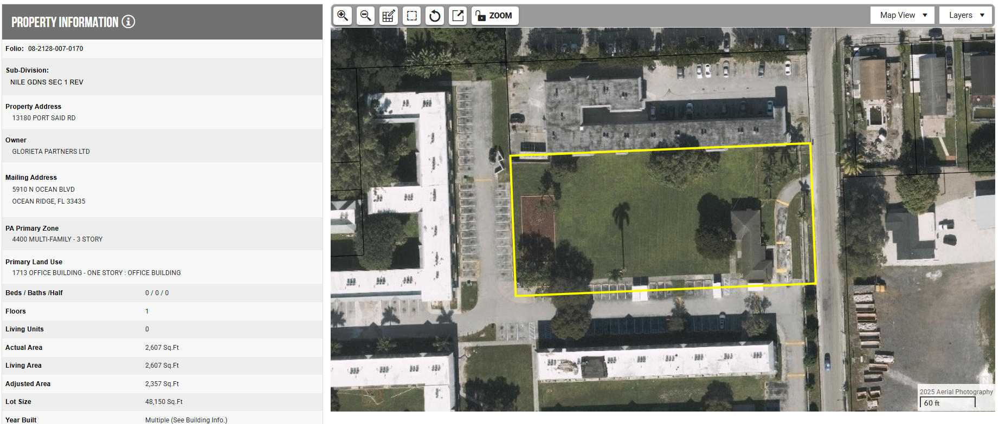 PROPERTY INFORMATION
Folio: 08-2128-007-0170
Sub-Division:
NILE GDNS SEC 1 REV
Property Address
13180 PORT SAID RD
Owner
GLORIETA PARTNERS LTD
Mailing Address
5910 N OCEAN BLVD
OCEAN RIDGE, FL 33435
PA Primary Zone
4400 MULTI-FAMILY - 3 STORY
Primary Land Use
1713 OFFICE BUILDING - ONE STORY : OFFICE BUILDING
Beds / Baths /Half 0 / 0 / 0
Floors 1
Living Units 0
Actual Area 2,607 Sq.Ft
Living Area 2,607 Sq.Ft
Adjusted Area 2,357 Sq.Ft
Lot Size 48,150 Sq.Ft
Year Built Multiple (See Building Info.)
ZOOM
Map View
Layers
N
2025 Aerial Photography
60 ft